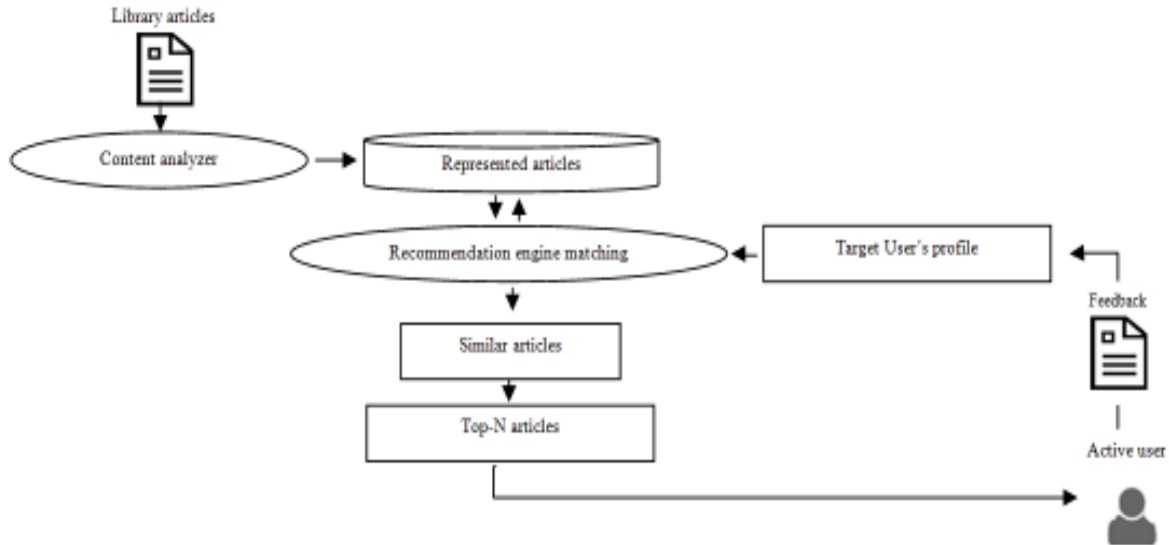 Library articles
Content analyzer
Represented articles
Recommendation engine matching
Target User's profile
Feedback
Similar articles
Top-N articles
Active user